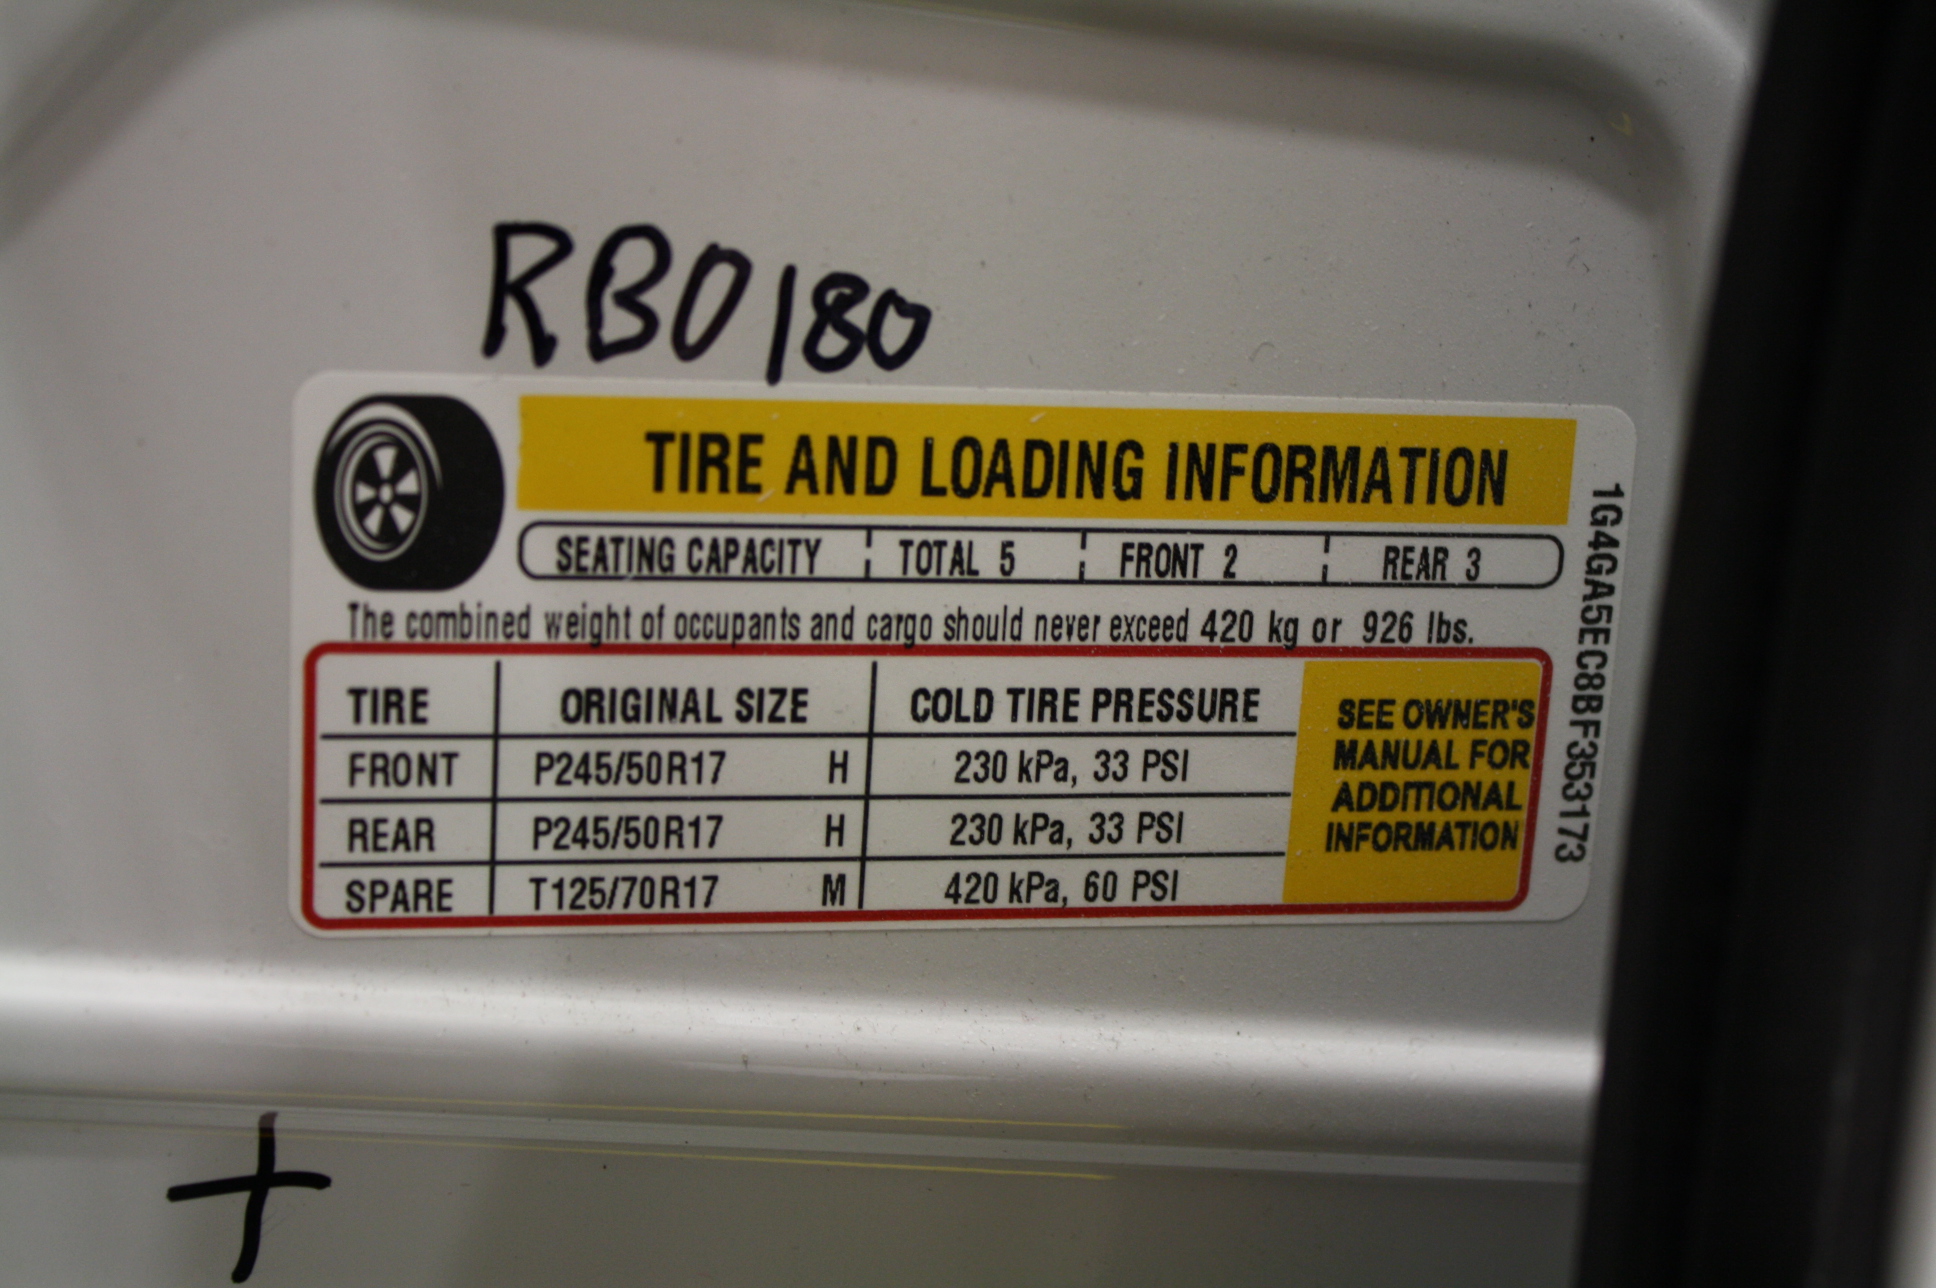 RB0180
TIRE AND LOADING INFORMATION
SEATING CAPACITY TOTAL 5 FRONT 2 REAR 3
The combined weight of occupants and cargo should never exceed 420 kg or 926 lbs.
TIRE ORIGINAL SIZE COLD TIRE PRESSURE
FRONT P245/50R17 H 230 kPa, 33 PSI
REAR P245/50R17 H 230 kPa, 33 PSI
SPARE T125/70R17 M 420 kPa, 60 PSI
SEE OWNER'S
MANUAL FOR
ADDITIONAL
INFORMATION
1G4GA5EC8BF353173